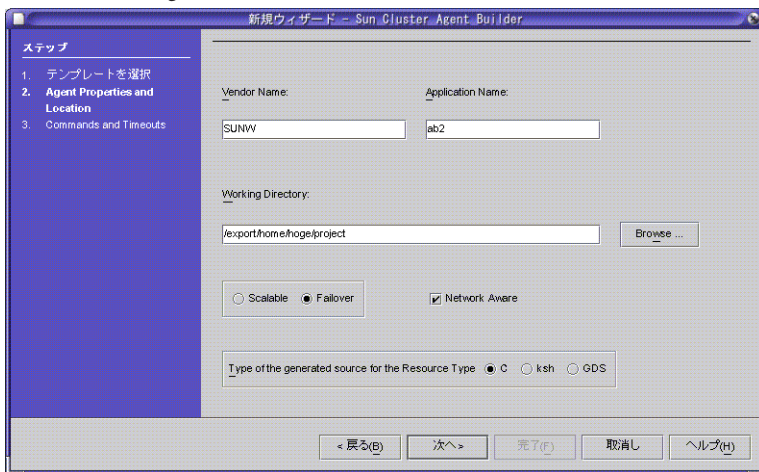 新規ウィザード - Sun Cluster Agent Builder
ステップ
1. テンプレートを選択
2. Agent Properties and
Location
3. Commands and Timeouts
Vendor Name:
Application Name:
SUNW
ab2
Working Directory:
/export/home/hoge/project
Browse ...
Scalable
Failover
Network Aware
Type of the generated source for the Resource Type
C
ksh
GDS
< 戻る(B)
次へ>
完了(F)
取消し
ヘルプ(H)